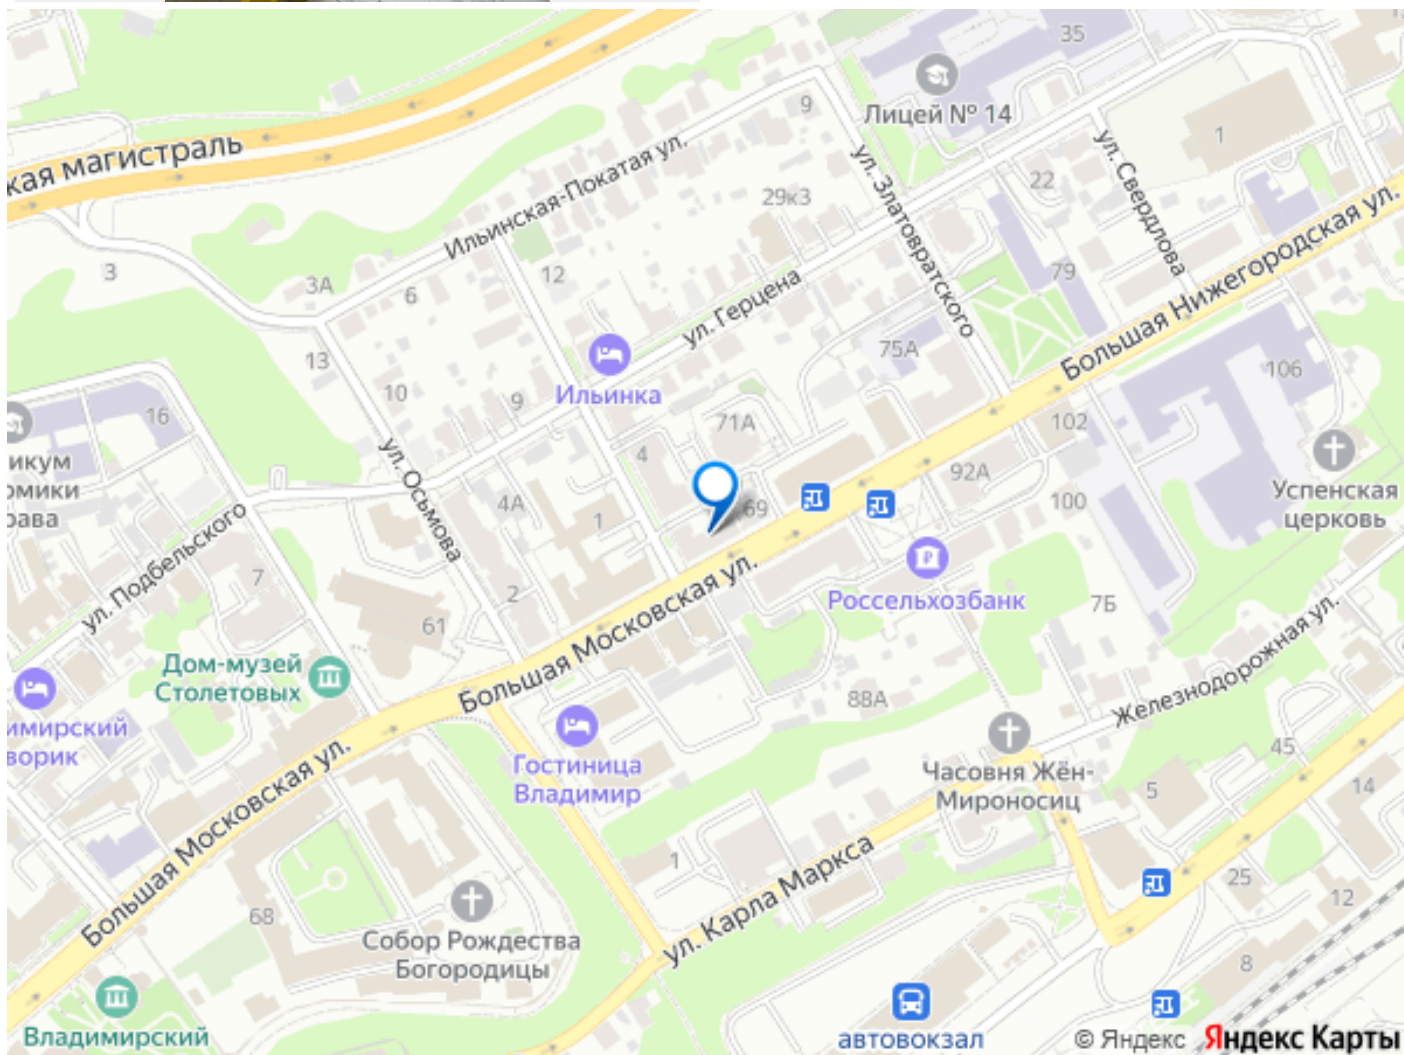 35
Лицей № 14
9
1
кая магистраль
Ильинская-Покатая ул.
ул. Златовратского
ул. Свердлова
22
29к3
Большая Нижегородская ул.
3
3А
6
12
79
ул. Герцена
13
75А
Ильинка
106
10
9
16
71А
102
ул. Осьмова
4
икум
омики
рава
92А
Успенская
церковь
4А
1
69
100
ул. Подбельского
7
2
Большая Московская ул.
Россельхозбанк
7Б
61
Дом-музей
Столетовых
Железнодорожная ул.
88А
имирский
ворик
Большая Московская ул.
Гостиница
Владимир
Часовня Жён-
Мироносиц
45
5
14
1
ул. Карла Маркса
25
12
68
Собор Рождества
Богородицы
8
Владимирский
автовокзал
© Яндекс Яндекс Карты